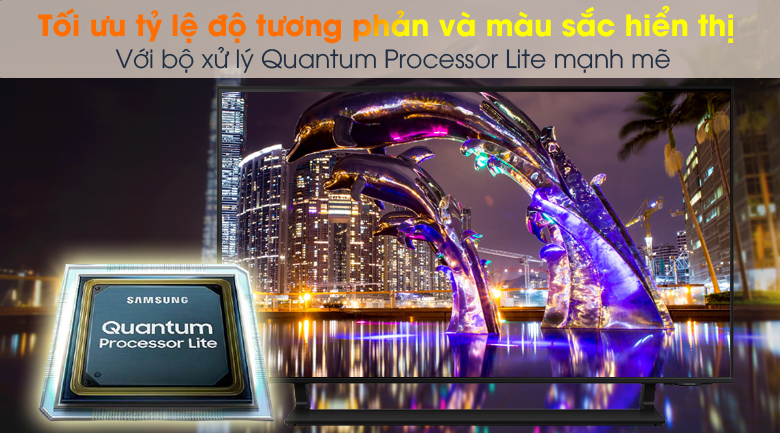 Tối ưu tỷ lệ độ tương phản và màu sắc hiển thị
Với bộ xử lý Quantum Processor Lite mạnh mẽ
SAMSUNG
Quantum
Processor Lite